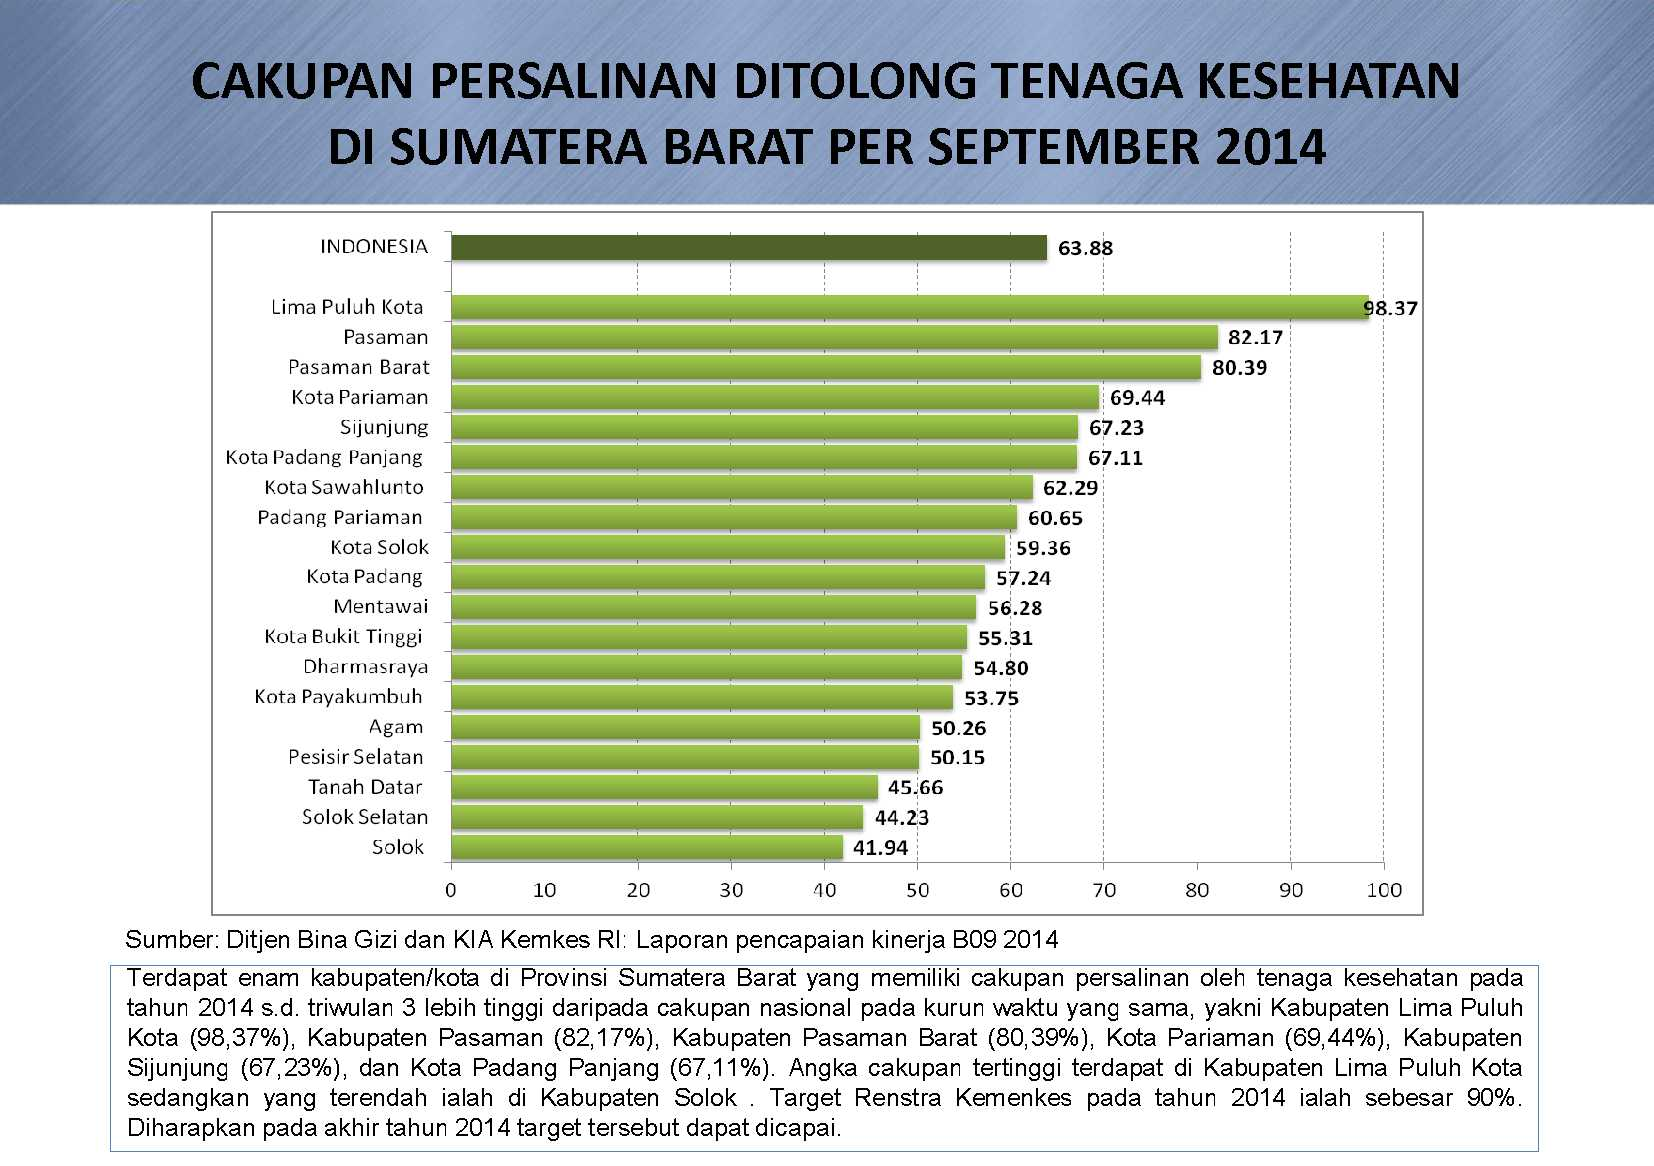 CAKUPAN PERSALINAN DITOLONG TENAGA KESEHATAN
DI SUMATERA BARAT PER SEPTEMBER 2014
INDONESIA 63.88
Lima Puluh Kota 98.37
Pasaman 82.17
Pasaman Barat 80.39
Kota Pariaman 69.44
Sijunjung 67.23
Kota Padang Panjang 67.11
Kota Sawahlunto 62.29
Padang Pariaman 60.65
Kota Solok 59.36
Kota Padang 57.24
Mentawai 56.28
Kota Bukit Tinggi 55.31
Dharmasraya 54.80
Kota Payakumbuh 53.75
Agam 50.26
Pesisir Selatan 50.15
Tanah Datar 45.66
Solok Selatan 44.23
Solok 41.94
0 10 20 30 40 50 60 70 80 90 100
Sumber: Ditjen Bina Gizi dan KIA Kemkes RI: Laporan pencapaian kinerja B09 2014
Terdapat enam kabupaten/kota di Provinsi Sumatera Barat yang memiliki cakupan persalinan oleh tenaga kesehatan pada
tahun 2014 s.d. triwulan 3 lebih tinggi daripada cakupan nasional pada kurun waktu yang sama, yakni Kabupaten Lima Puluh
Kota (98,37%), Kabupaten Pasaman (82,17%), Kabupaten Pasaman Barat (80,39%), Kota Pariaman (69,44%), Kabupaten
Sijunjung (67,23%), dan Kota Padang Panjang (67,11%). Angka cakupan tertinggi terdapat di Kabupaten Lima Puluh Kota
sedangkan yang terendah ialah di Kabupaten Solok . Target Renstra Kemenkes pada tahun 2014 ialah sebesar 90%.
Diharapkan pada akhir tahun 2014 target tersebut dapat dicapai.